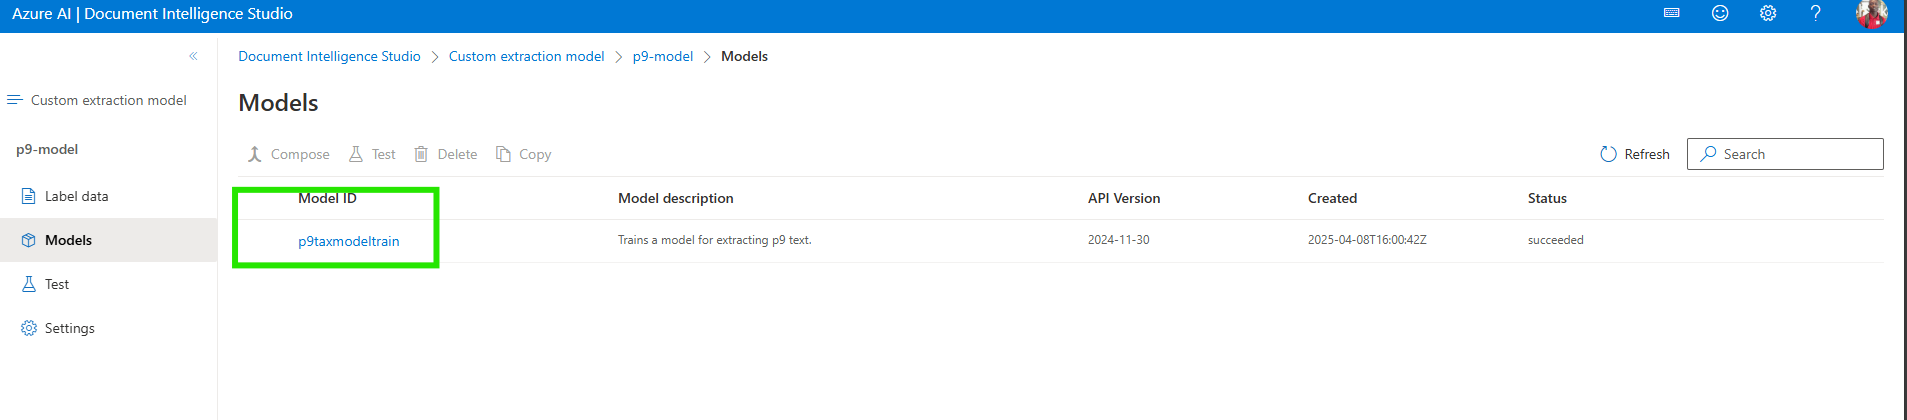 Azure AI | Document Intelligence Studio
Document Intelligence Studio > Custom extraction model > p9-model > Models
Custom extraction model
Models
p9-model
Compose Test Delete Copy Refresh Search
Label data
Model ID Model description API Version Created Status
Models
p9taxmodeltrain Trains a model for extracting p9 text. 2024-11-30 2025-04-08T16:00:42Z succeeded
Test
Settings